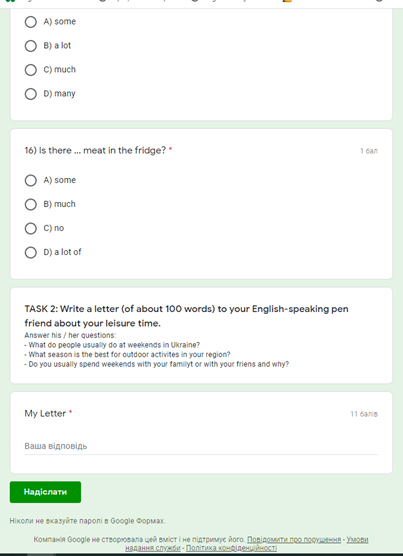 A) some
B) a lot
C) much
D) many
16) Is there ... meat in the fridge? *
1 бал
A) some
B) much
C) no
D) a lot of
TASK 2: Write a letter (of about 100 words) to your English-speaking pen
friend about your leisure time.
Answer his / her questions:
- What do people usually do at weekends in Ukraine?
- What season is the best for outdoor activites in your region?
- Do you usually spend weekends with your familyt or with your friens and why?
My Letter *
11 балів
Ваша відповідь
Надіслати
Ніколи не вказуйте паролі в Google Формах.
Компанія Google не створювала цей вміст і не підтримує його. Повідомити про порушення - Умови
надання служби - Політика конфіденційності